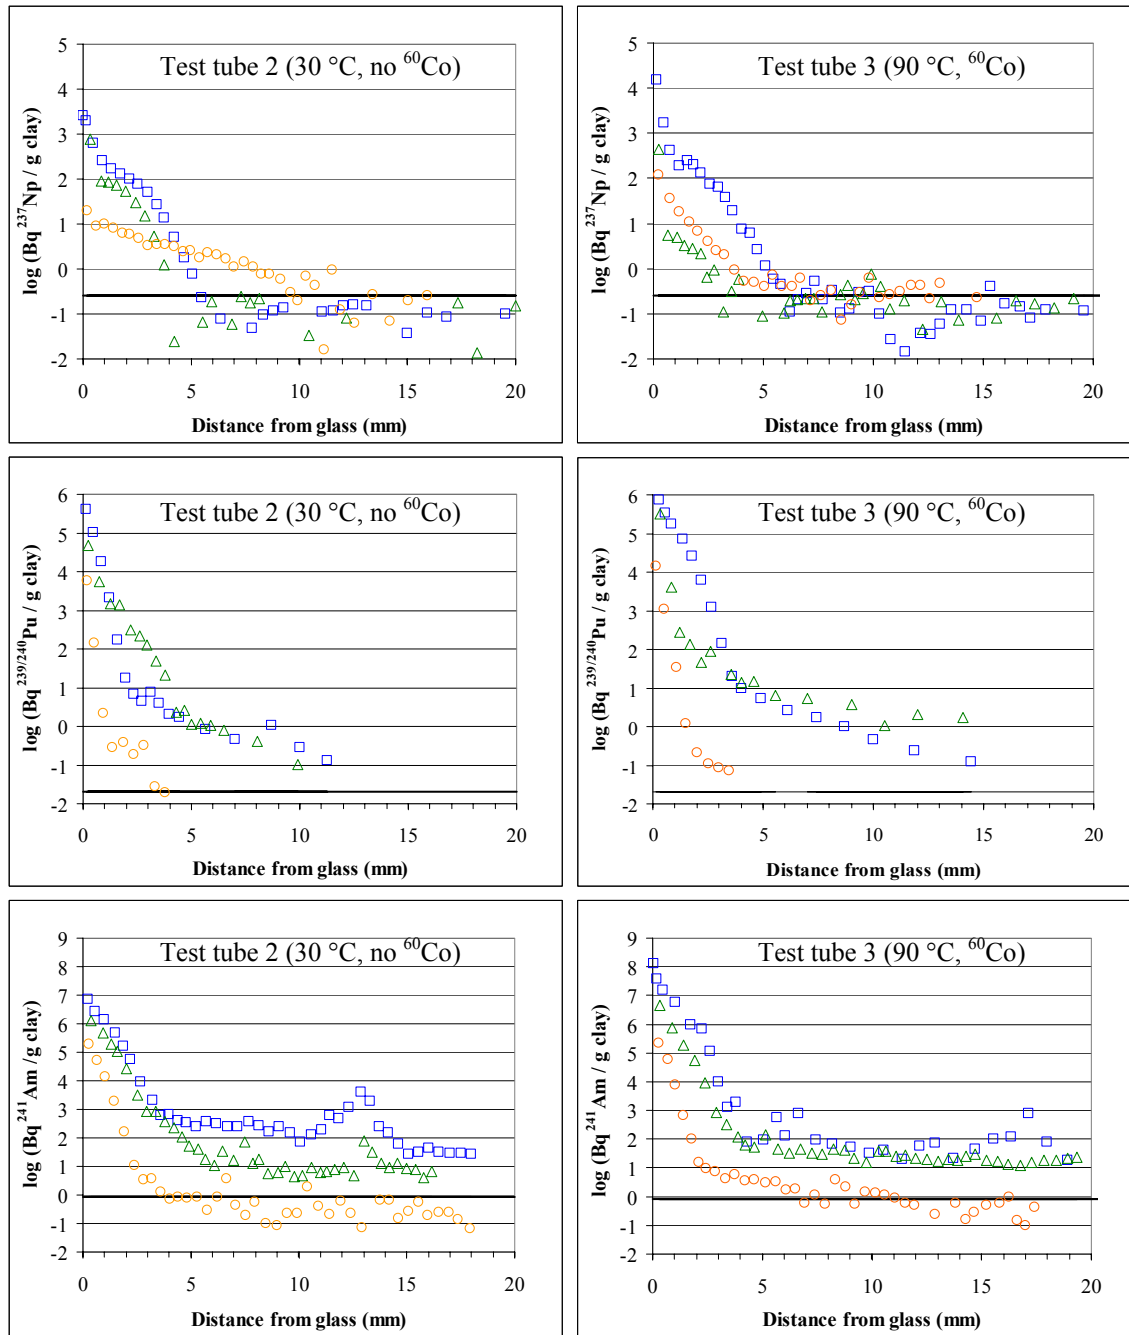 Test tube 2 (30 °C, no ⁶⁰Co)
log (Bq ²³⁷Np / g clay)
5
4
3
2
1
0
-1
-2
0 5 10 15 20
Distance from glass (mm)
Test tube 3 (90 °C, ⁶⁰Co)
log (Bq ²³⁷Np / g clay)
5
4
3
2
1
0
-1
-2
0 5 10 15 20
Distance from glass (mm)
Test tube 2 (30 °C, no ⁶⁰Co)
log (Bq ²³⁹/²⁴⁰Pu / g clay)
6
5
4
3
2
1
0
-1
-2
0 5 10 15 20
Distance from glass (mm)
Test tube 3 (90 °C, ⁶⁰Co)
log (Bq ²³⁹/²⁴⁰Pu / g clay)
6
5
4
3
2
1
0
-1
-2
0 5 10 15 20
Distance from glass (mm)
Test tube 2 (30 °C, no ⁶⁰Co)
log (Bq ²⁴¹Am /g clay)
9
8
7
6
5
4
3
2
1
0
-1
-2
0 5 10 15 20
Distance from glass (mm)
Test tube 3 (90 °C, ⁶⁰Co)
log (Bq ²⁴¹Am / g clay)
9
8
7
6
5
4
3
2
1
0
-1
-2
0 5 10 15 20
Distance from glass (mm)